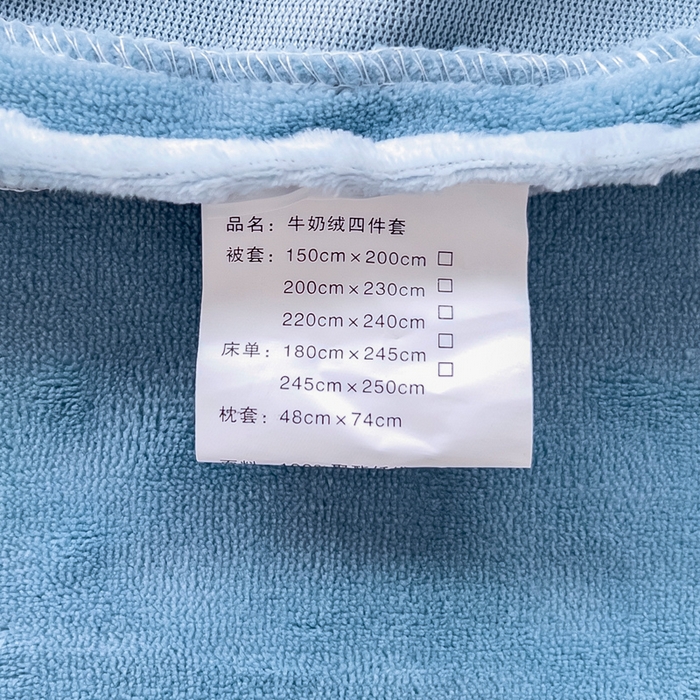 品名：牛奶绒四件套
被套：150cm×200cm □
200cm×230cm □
220cm×240cm □
床单：180cm×245cm □
245cm×250cm □
枕套：48cm×74cm